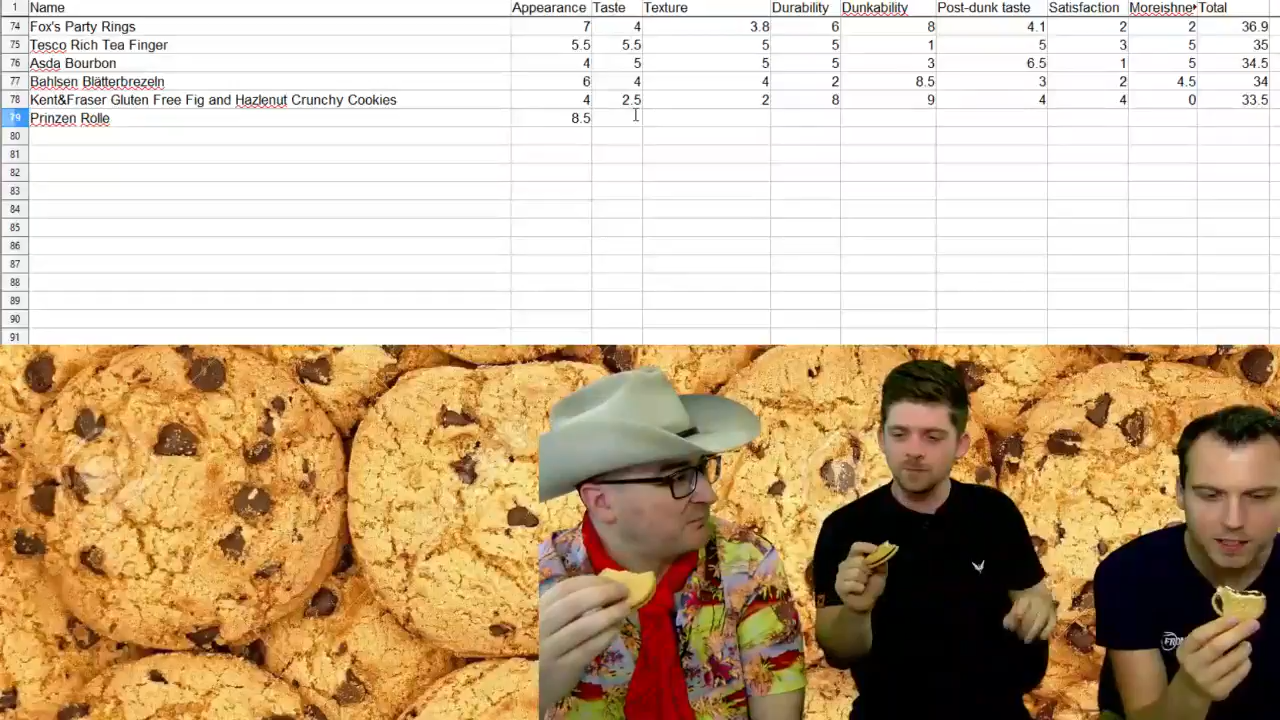 1 Name Appearance Taste Texture Durability Dunkability Post-dunk taste Satisfaction Total
74 Fox's Party Rings 7 4 3.8 6 8 4.1 2 2 36.9
75 Tesco Rich Tea Finger 5.5 5.5 5 5 1 5 3 5 35
76 Asda Bourbon 4 5 5 5 3 6.5 1 5 34.5
77 Bahlsen Blätterbrezeln 6 4 4 2 8.5 3 2 4.5 34
78 Kent&Fraser Gluten Free Fig and Hazlenut Crunchy Cookies 4 2.5 2 8 9 4 4 0 33.5
79 Prinzen Rolle 8.5
80
81
82
83
84
85
86
87
88
89
90
91